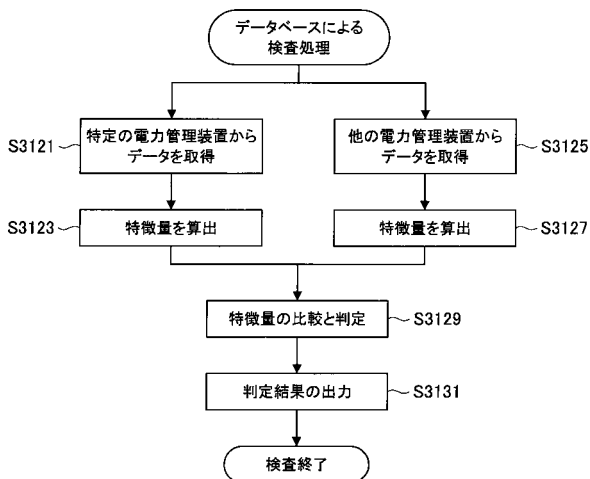 データベースによる
検査処理
S3121
特定の電力管理装置から
データを取得
他の電力管理装置から
データを取得
S3125
S3123
特徴量を算出
特徴量を算出
S3127
特徴量の比較と判定
S3129
判定結果の出力
S3131
検査終了